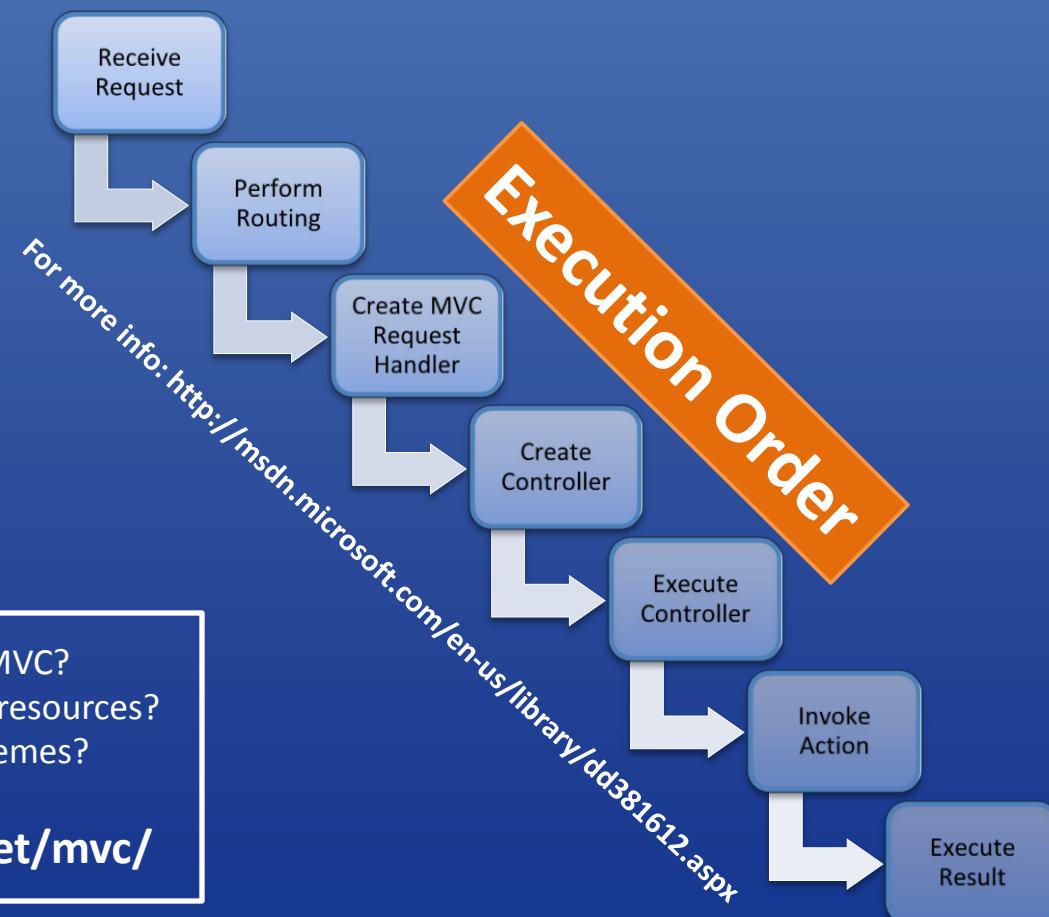 Receive
Request
Perform
Routing
Create MVC
Request
Handler
Create
Controller
Execute
Controller
Invoke
Action
Execute
Result
Execution Order
For more info: http://msdn.microsoft.com/en-us/library/dd381612.aspx
MVC?
resources?
emes?
et/mvc/